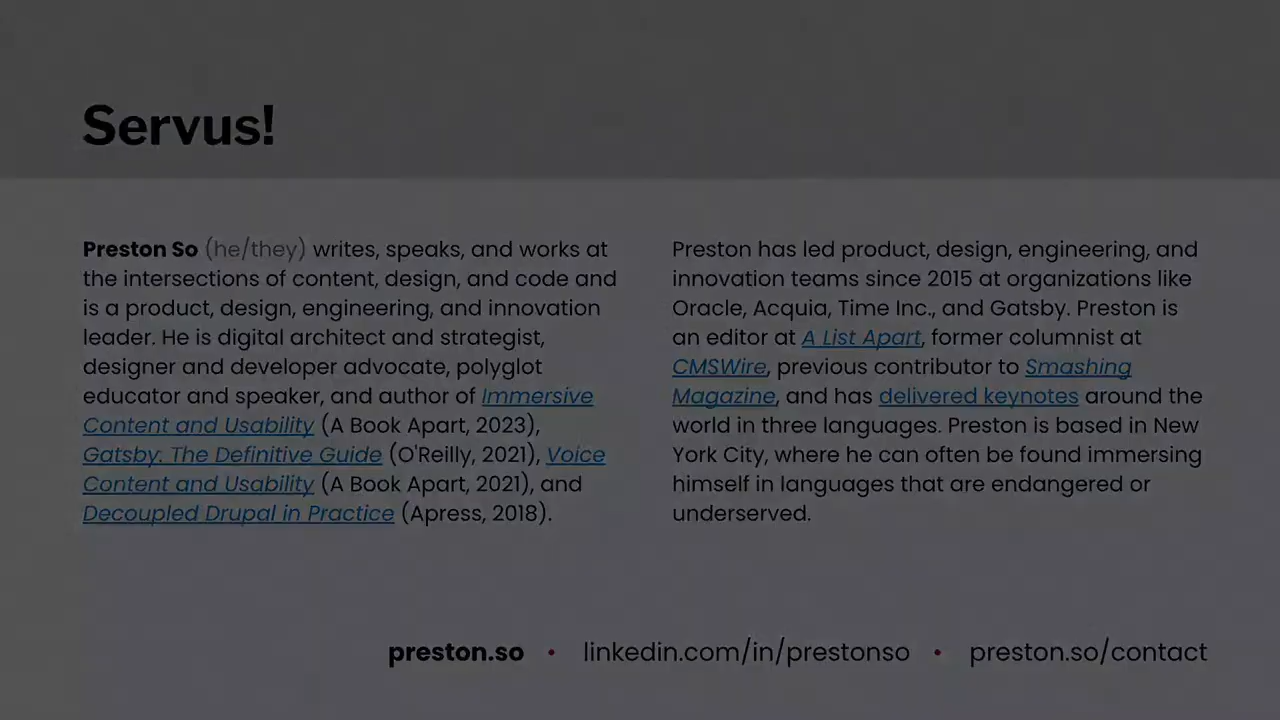 Servus!
Preston So (he/they) writes, speaks, and works at
the intersections of content, design, and code and
is a product, design, engineering, and innovation
leader. He is digital architect and strategist,
designer and developer advocate, polyglot
educator and speaker, and author of Immersive
Content and Usability (A Book Apart, 2023),
Gatsby: The Definitive Guide (O'Reilly, 2021), Voice
Content and Usability (A Book Apart, 2021), and
Decoupled Drupal in Practice (Apress, 2018).
Preston has led product, design, engineering, and
innovation teams since 2015 at organizations like
Oracle, Acquia, Time Inc., and Gatsby. Preston is
an editor at A List Apart, former columnist at
CMSWire, previous contributor to Smashing
Magazine, and has delivered keynotes around the
world in three languages. Preston is based in New
York City, where he can often be found immersing
himself in languages that are endangered or
underserved.
preston.so • linkedin.com/in/prestonso • preston.so/contact